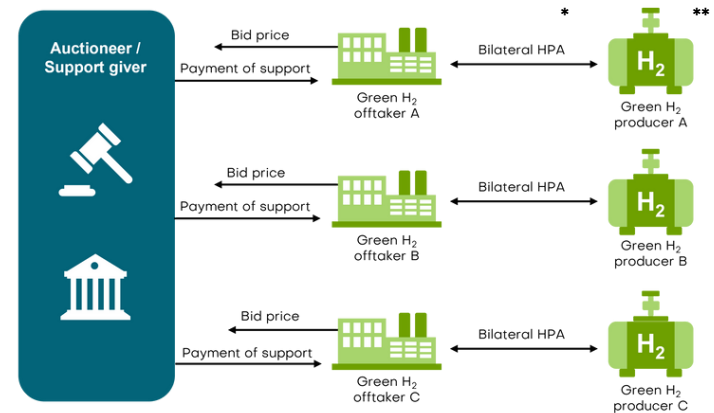 * **
Auctioneer /
Support giver
Bid price
Payment of support
Green H₂
offtaker A
Bilateral HPA
H₂
Green H₂
producer A
Bid price
Payment of support
Green H₂
offtaker B
Bilateral HPA
H₂
Green H₂
producer B
Bid price
Payment of support
Green H₂
offtaker C
Bilateral HPA
H₂
Green H₂
producer C